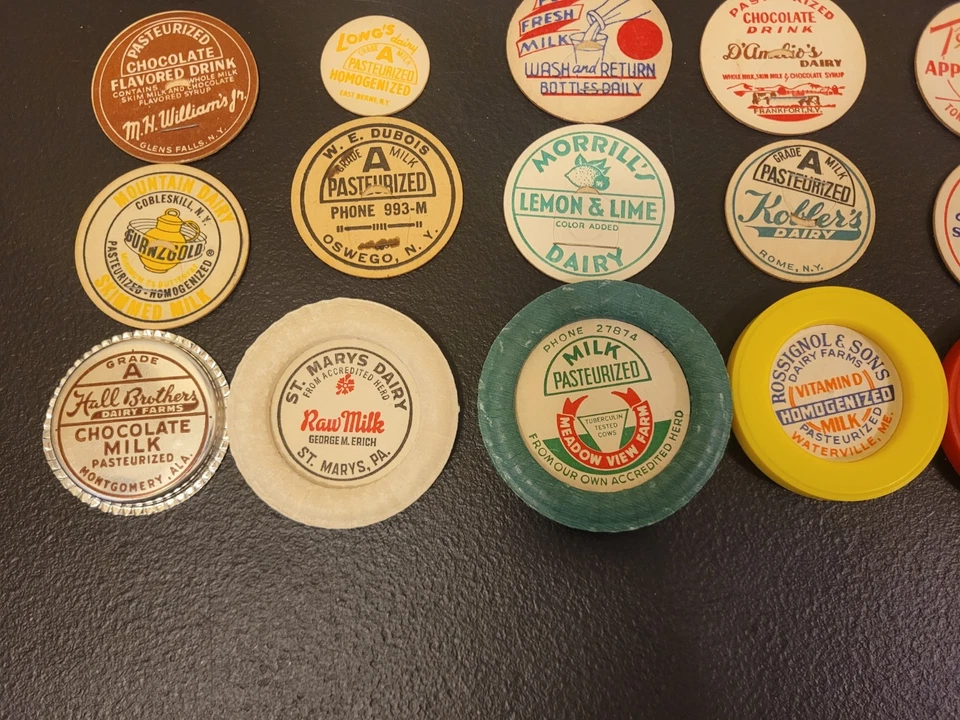 PASTEURIZED
CHOCOLATE
FLAVORED DRINK
CONTAINS WHOLE MILK
SKIM MILK AND CHOCOLATE
FLAVORED SYRUP
M.H. Williams Jr.
GLENS FALLS, N.Y.
LONG'S dairy
GRADE
A
PASTEURIZED
HOMOGENIZED
EAST BERNE, N.Y.
FRESH
MILK
WASH and RETURN
BOTTLES DAILY
PASTEURIZED
CHOCOLATE
DRINK
D'Amelio's
DAIRY
WHOLE MILK, SKIM MILK & CHOCOLATE SYRUP
FRANKFORT, N.Y.
MOUNTAIN DAIRY
COBLESKILL, N.Y.
GURNZGOLD
®
PASTEURIZED • HOMOGENIZED
SKIMMED MILK
W. E. DUBOIS
GRADE A MILK
PASTEURIZED
PHONE 993-M
OSWEGO, N. Y.
MORRILL'S
LEMON & LIME
COLOR ADDED
DAIRY
GRADE A MILK
PASTEURIZED
Kobler's
DAIRY
ROME, N.Y.
GRADE
A
Hall Brothers
DAIRY FARMS
CHOCOLATE
MILK
PASTEURIZED
MONTGOMERY, ALA.
ST. MARYS DAIRY
FROM ACCREDITED HERD
Raw Milk
GEORGE M. ERICH
ST. MARYS, PA.
PHONE 27874
MILK
PASTEURIZED
TUBERCULIN
TESTED
COWS
MEADOW VIEW FARM
FROM OUR OWN ACCREDITED HERD
ROSSIGNOL & SONS
DAIRY FARMS
VITAMIN D
HOMOGENIZED
MILK
PASTEURIZED
WATERVILLE, ME.